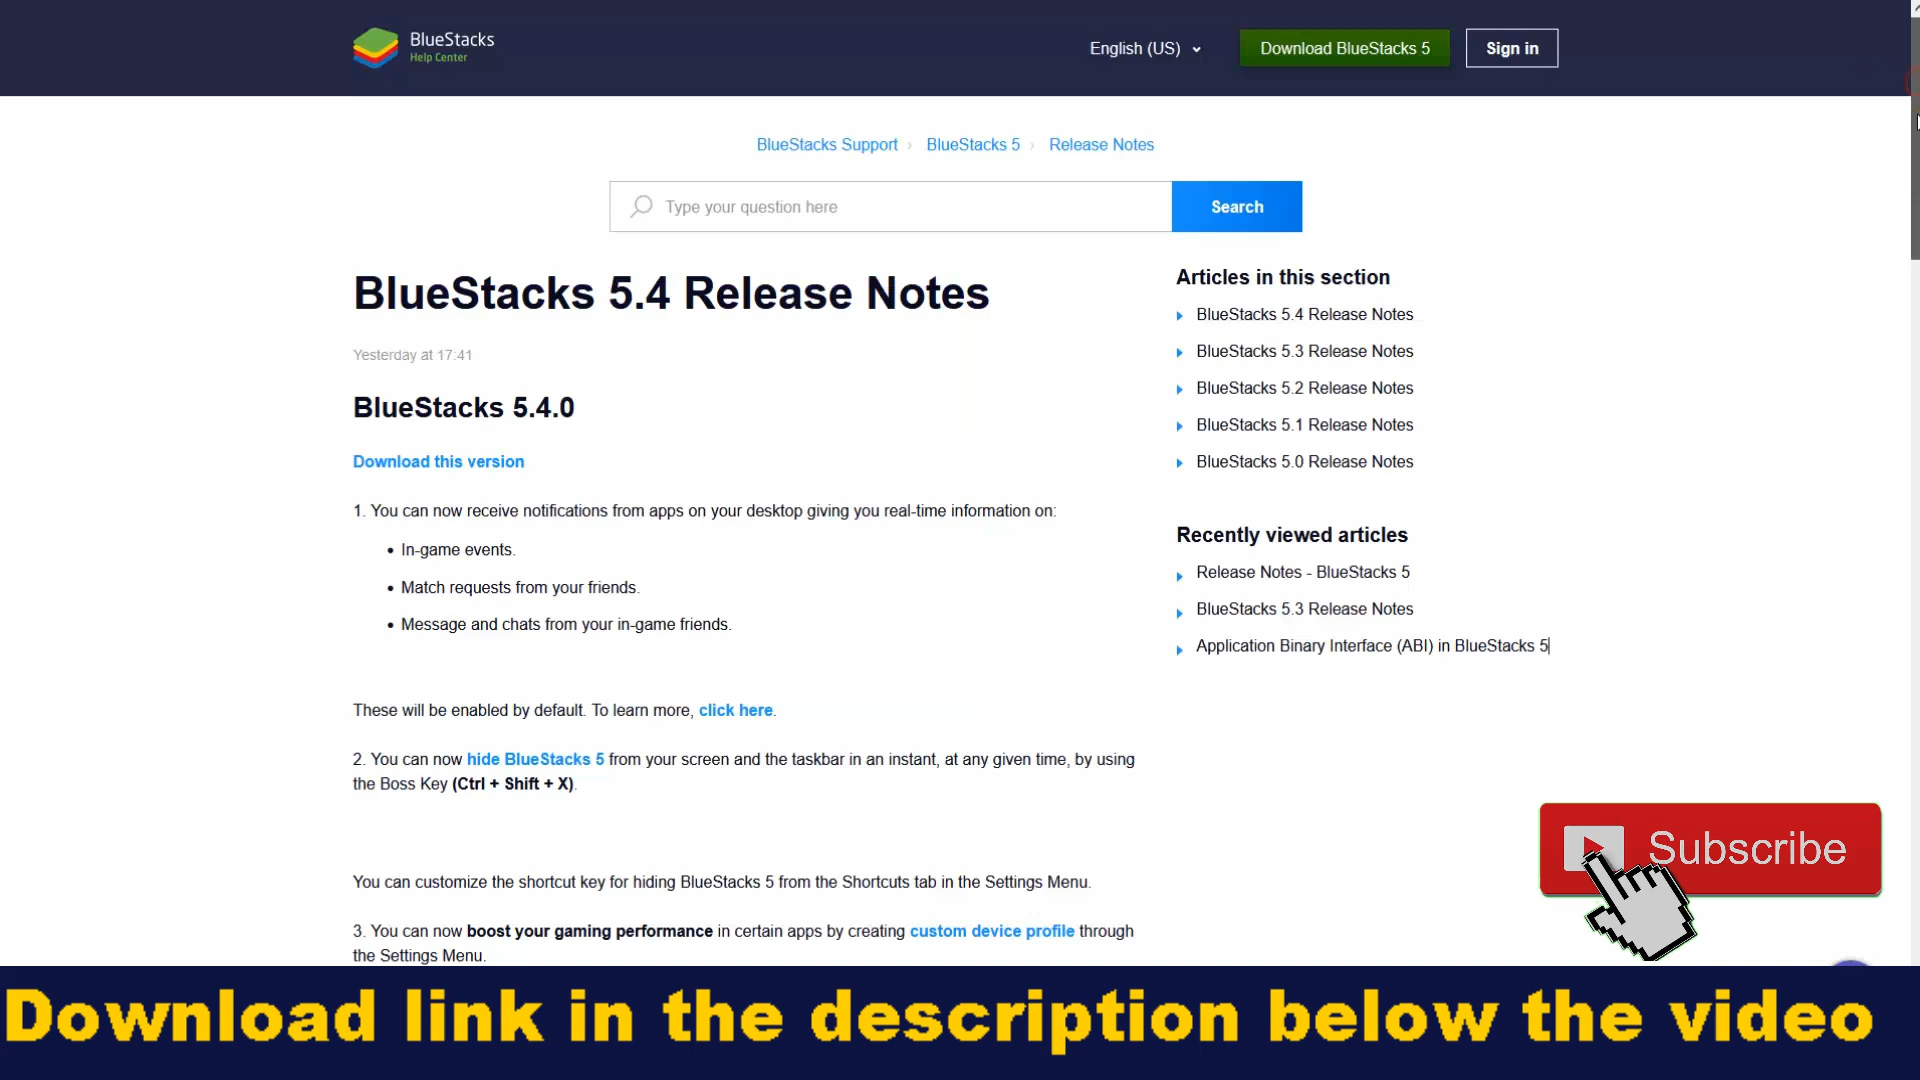 BlueStacks
Help Center
English (US)
Download BlueStacks 5
Sign in
BlueStacks Support › BlueStacks 5 › Release Notes
Type your question here
Search
BlueStacks 5.4 Release Notes
Yesterday at 17:41
BlueStacks 5.4.0
Download this version
1. You can now receive notifications from apps on your desktop giving you real-time information on:
• In-game events.
• Match requests from your friends.
• Message and chats from your in-game friends.
These will be enabled by default. To learn more, click here.
2. You can now hide BlueStacks 5 from your screen and the taskbar in an instant, at any given time, by using
the Boss Key (Ctrl + Shift + X).
You can customize the shortcut key for hiding BlueStacks 5 from the Shortcuts tab in the Settings Menu.
3. You can now boost your gaming performance in certain apps by creating custom device profile through
the Settings Menu.
Articles in this section
BlueStacks 5.4 Release Notes
BlueStacks 5.3 Release Notes
BlueStacks 5.2 Release Notes
BlueStacks 5.1 Release Notes
BlueStacks 5.0 Release Notes
Recently viewed articles
Release Notes - BlueStacks 5
BlueStacks 5.3 Release Notes
Application Binary Interface (ABI) in BlueStacks 5
Subscribe
Download link in the description below the video